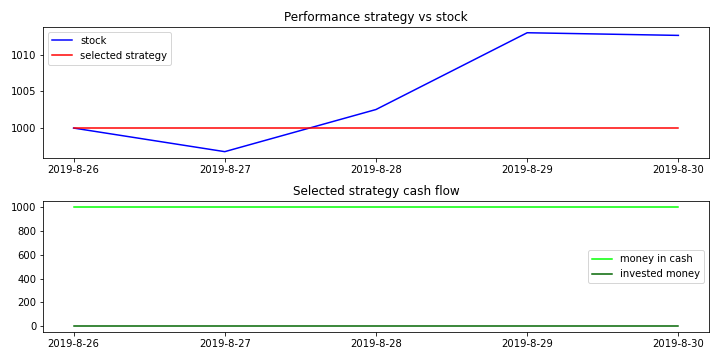 Performance strategy vs stock
stock
selected strategy
1010
1005
1000
2019-8-26 2019-8-27 2019-8-28 2019-8-29 2019-8-30
Selected strategy cash flow
1000
800
600
money in cash
invested money
400
200
0
2019-8-26 2019-8-27 2019-8-28 2019-8-29 2019-8-30